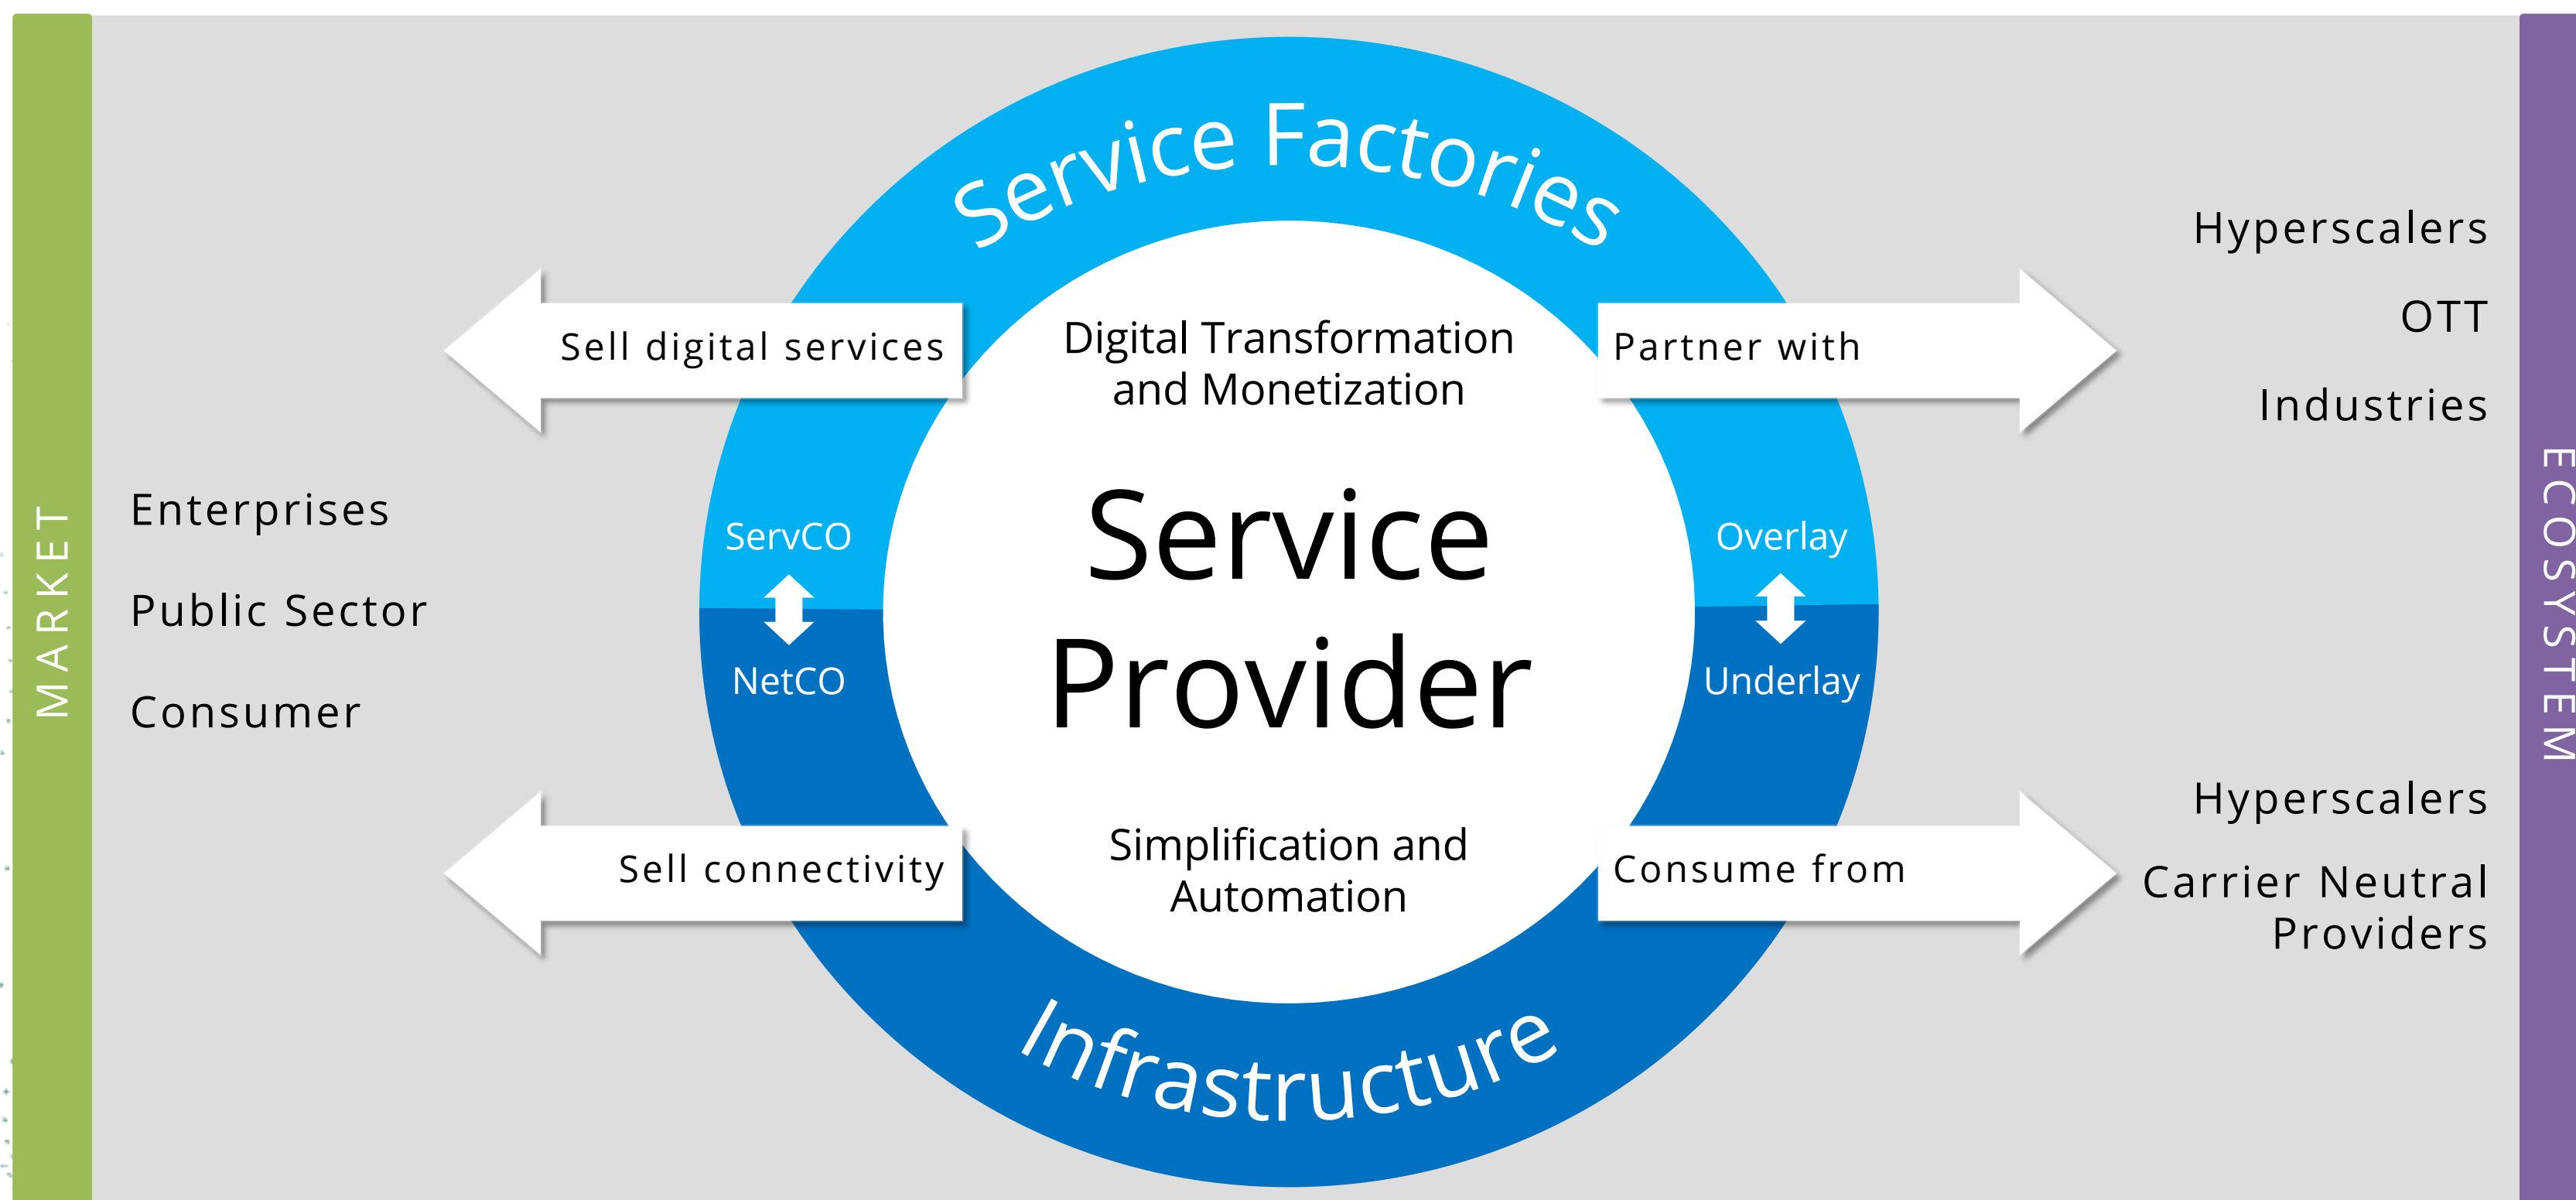 MARKET
Enterprises
Public Sector
Consumer
Sell digital services
Sell connectivity
Service Factories
Digital Transformation
and Monetization
ServCO
NetCO
Service
Provider
Overlay
Underlay
Simplification and
Automation
Infrastructure
Partner with
Consume from
Hyperscalers
OTT
Industries
Hyperscalers
Carrier Neutral
Providers
ECOSYSTEM